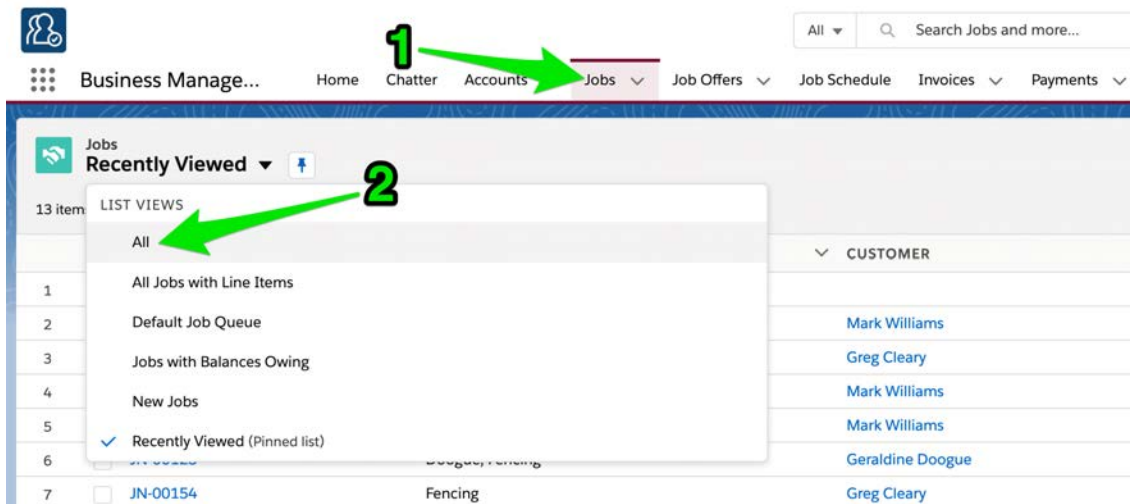 All Search Jobs and more...
1
Business Manage... Home Chatter Accounts Jobs Job Offers Job Schedule Invoices Payments
Jobs
Recently Viewed
2
13 item
LIST VIEWS
All
CUSTOMER
All Jobs with Line Items
1
Default Job Queue
2 Mark Williams
Jobs with Balances Owing
3 Greg Cleary
4 Mark Williams
New Jobs
5 Mark Williams
Recently Viewed (Pinned list)
6 Geraldine Doogue
7 JN-00154 Fencing Greg Cleary